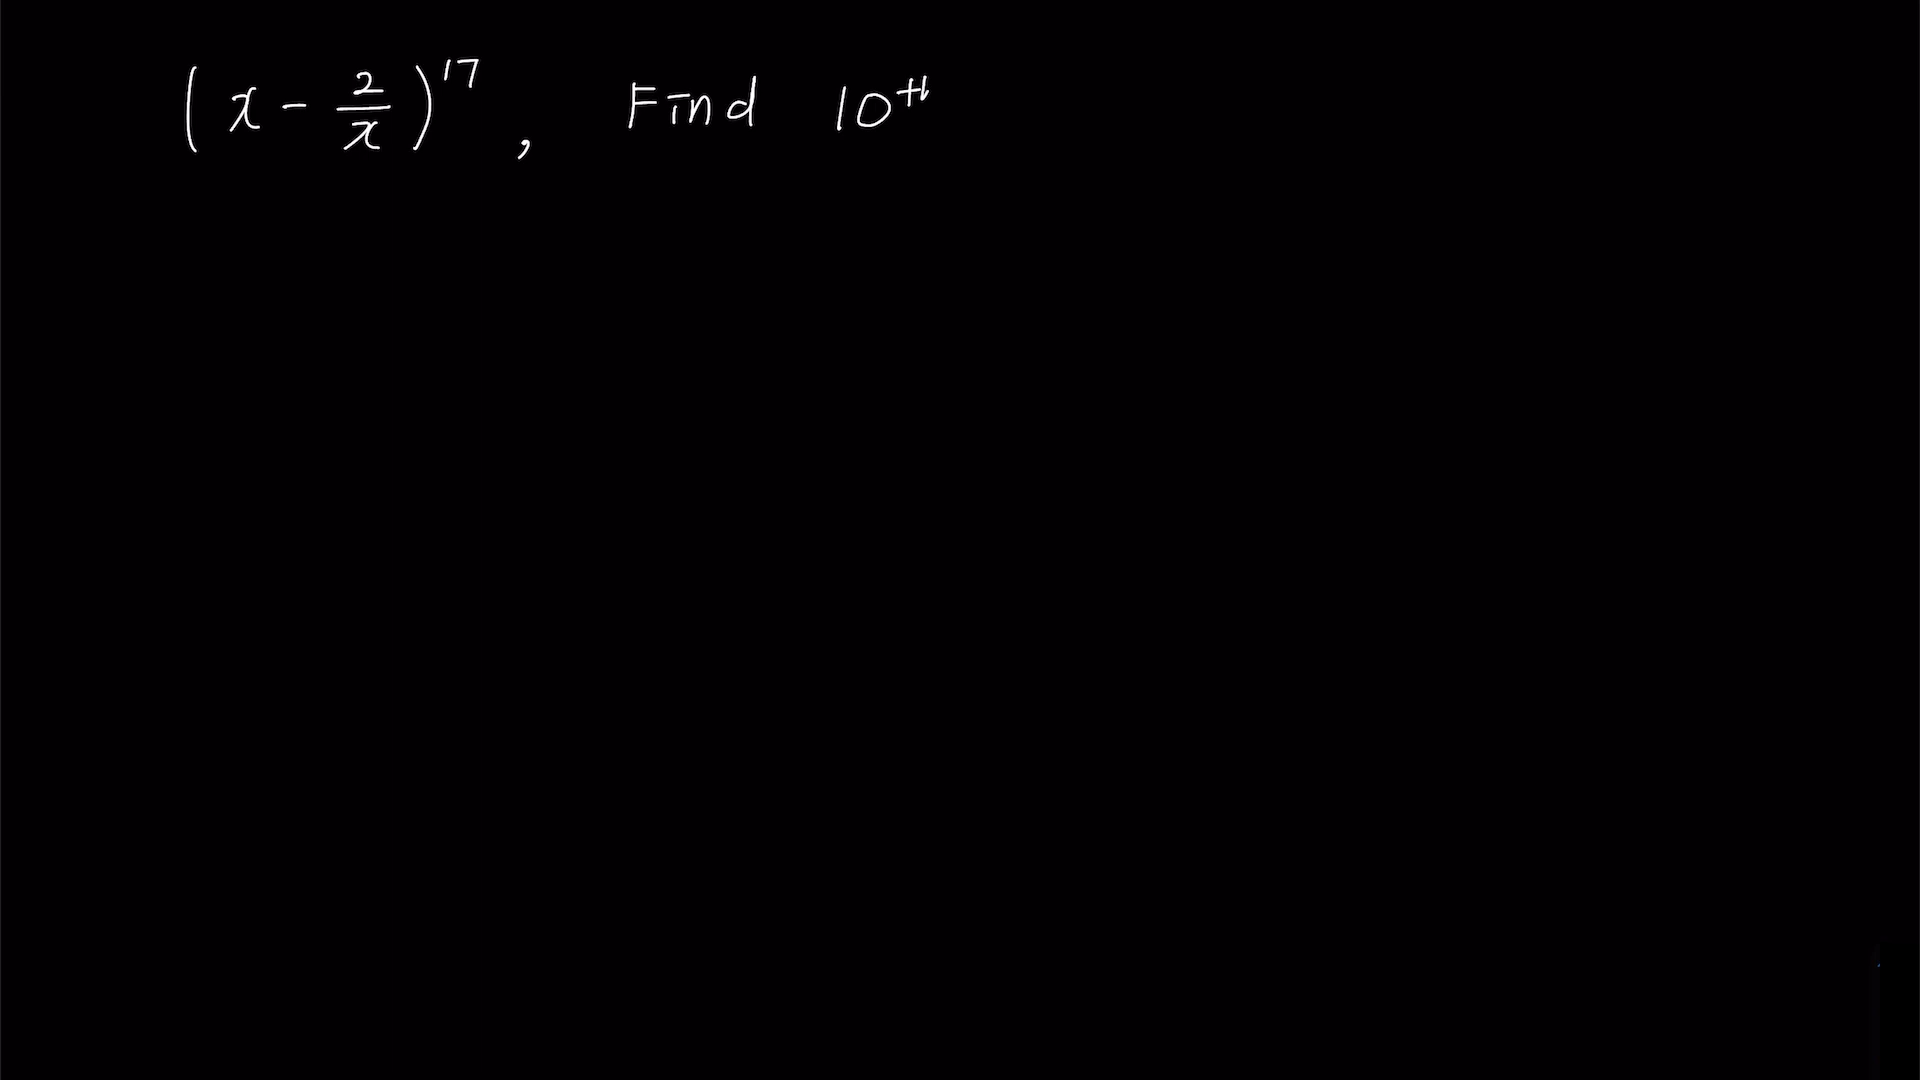 (x - 2/x)^17, Find 10th